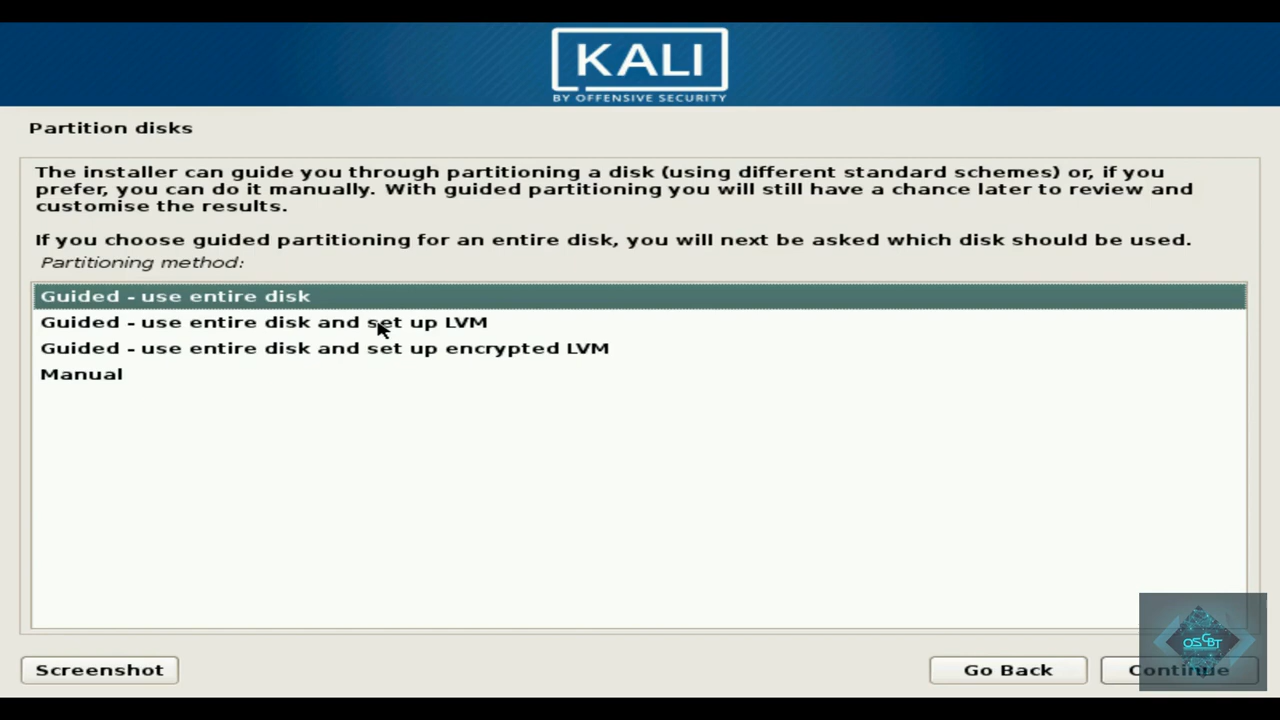 KALI
BY OFFENSIVE SECURITY
Partition disks
The installer can guide you through partitioning a disk (using different standard schemes) or, if you
prefer, you can do it manually. With guided partitioning you will still have a chance later to review and
customise the results.
If you choose guided partitioning for an entire disk, you will next be asked which disk should be used.
Partitioning method:
Guided - use entire disk
Guided - use entire disk and set up LVM
Guided - use entire disk and set up encrypted LVM
Manual
Screenshot
Go Back
Continue